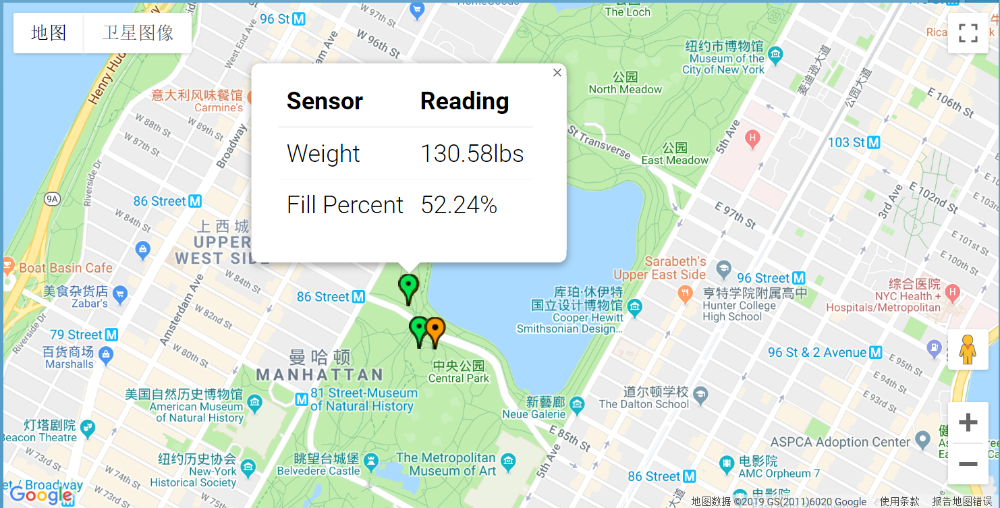 HomeGoods
公园
The Loch
96 St M
地图
卫星图像
W 96th St
West End Ave
Henry Hud
纽约市博物馆
Museum of the
City of New York
麦迪逊大道
公园大道
公园
North Meadow
E 106th St
意大利风味餐馆
Carmine's
×
Sensor Reading
Weight 130.58lbs
Fill Percent 52.24%
W 88th St
W 89th St
W 87th St
Broadway
Riverside Dr
St Transverse
公园
East Meadow
5th Ave
H
103 St M
9A
86 Street M
W 84th St
上西城
UPPER
WEST SIDE
E 97th St
3rd Ave
E 102nd St
E 101st St
E 100th St
Boat Basin Cafe
W 84th St
Amsterdam Ave
美食杂货店
Zabar's
86 Street M
Sarabeth's
Upper East Side
96 Street M
亨特学院附属高中
Hunter College
High School
综合医院
NYC Health +
Hospitals/Metropolitan
H
库珀·休伊特
国立设计博物馆
Cooper Hewitt
Smithsonian Design...
W 82nd St
79 Street M
Riverside Dr
百货商场
Marshalls
W 80th St
曼哈顿
MANHATTAN
中央公园
Central Park
96 St & 2 Avenue M
E 95th St
E 94th St
E 93rd St
美国自然历史博物馆
American Museum
of Natural History
M 81 Street-Museum
of Natural History
新藝廊
Neue Galerie
道尔顿学校
The Dalton School
灯塔剧院
Beacon Theatre
E 85th St
ASPCA Adoption Center
W 73rd St
W 74th St
纽约历史协会
New-York
Historical Society
眺望台城堡
Belvedere Castle
The Metropolitan
Museum of Art
5th Ave
电影院
AMC Orpheum 7
86 Street M
et / Broadway
W 73rd St
Google
电影院
地图数据 ©2019 GS(2011)6020 Google
使用条款
报告地图错误